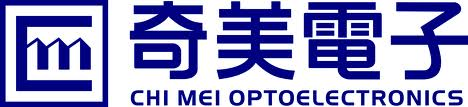 奇美電子
CHI MEI OPTOELECTRONICS